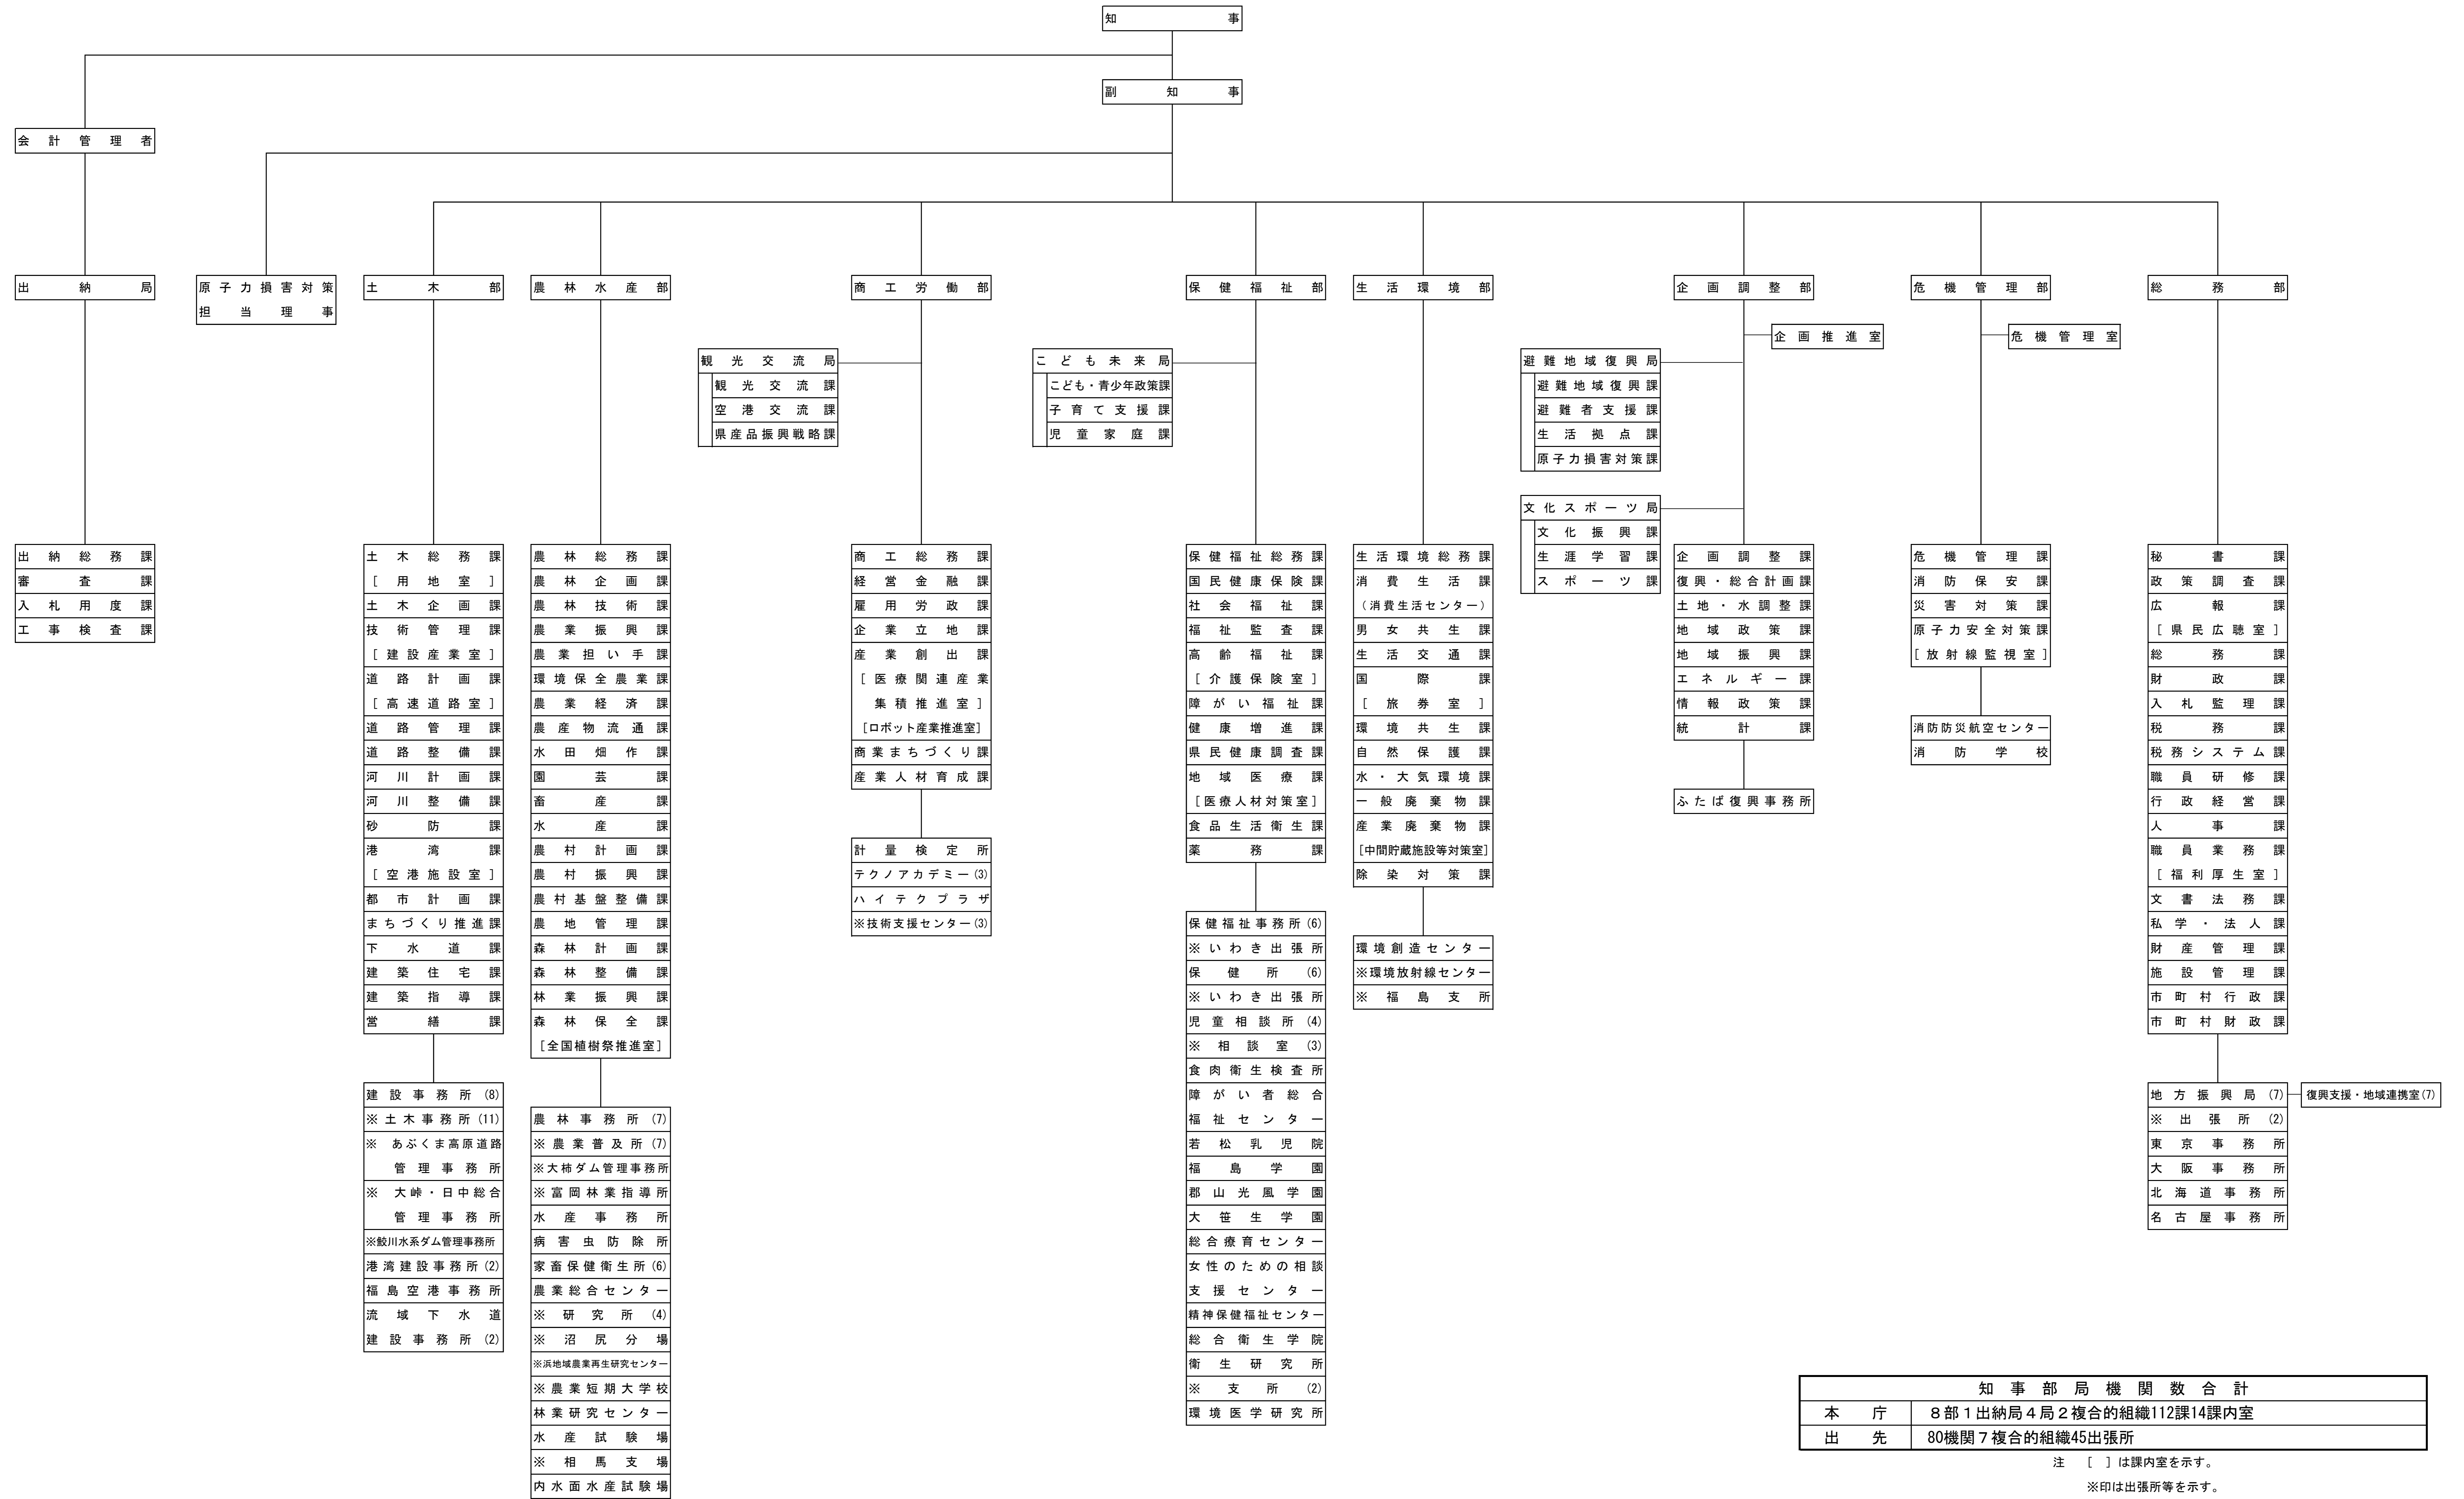 知事
副知事
会計管理者
出納局
出納総務課
審査課
入札用度課
工事検査課
原子力損害対策
担当理事
土木部
土木総務課
[用地室]
土木企画課
技術管理課
[建設産業室]
道路計画課
[高速道路室]
道路管理課
道路整備課
河川計画課
河川整備課
砂防課
港湾課
[空港施設室]
都市計画課
まちづくり推進課
下水道課
建築住宅課
建築指導課
営繕課
建設事務所(8)
※土木事務所(11)
※ あぶくま高原道路
管理事務所
※ 大峠・日中総合
管理事務所
※鮫川水系ダム管理事務所
港湾建設事務所(2)
福島空港事務所
流域下水道
建設事務所(2)
農林水産部
農林総務課
農林企画課
農林技術課
農業振興課
農業担い手課
環境保全農業課
農業経済課
農産物流通課
水田畑作課
園芸課
畜産課
水産課
農村計画課
農村振興課
農村基盤整備課
農地管理課
森林計画課
森林整備課
林業振興課
森林保全課
[全国植樹祭推進室]
農林事務所(7)
※農業普及所(7)
※大柿ダム管理事務所
※富岡林業指導所
水産事務所
病害虫防除所
家畜保健衛生所(6)
農業総合センター
※研究所(4)
※沼尻分場
※浜地域農業再生研究センター
※農業短期大学校
林業研究センター
水産試験場
※相馬支場
内水面水産試験場
商工労働部
観光交流局
観光交流課
空港交流課
県産品振興戦略課
商工総務課
経営金融課
雇用労政課
企業立地課
産業創出課
[医療関連産業
集積推進室]
[ロボット産業推進室]
商業まちづくり課
産業人材育成課
計量検定所
テクノアカデミー(3)
ハイテクプラザ
※技術支援センター(3)
保健福祉部
こども未来局
こども・青少年政策課
子育て支援課
児童家庭課
保健福祉総務課
国民健康保険課
社会福祉課
福祉監査課
高齢福祉課
[介護保険室]
障がい福祉課
健康増進課
県民健康調査課
地域医療課
[医療人材対策室]
食品生活衛生課
薬務課
保健福祉事務所(6)
※いわき出張所
保健所(6)
※いわき出張所
児童相談所(4)
※相談室(3)
食肉衛生検査所
障がい者総合
福祉センター
若松乳児院
福島学園
郡山光風学園
大笹生学園
総合療育センター
女性のための相談
支援センター
精神保健福祉センター
総合衛生学院
衛生研究所
※支所(2)
環境医学研究所
生活環境部
生活環境総務課
消費生活課
(消費生活センター)
男女共生課
生活交通課
国際課
[旅券室]
環境共生課
自然保護課
水・大気環境課
一般廃棄物課
産業廃棄物課
[中間貯蔵施設等対策室]
除染対策課
環境創造センター
※環境放射線センター
※福島支所
企画調整部
企画推進室
避難地域復興局
避難地域復興課
避難者支援課
生活拠点課
原子力損害対策課
文化スポーツ局
文化振興課
生涯学習課
スポーツ課
企画調整課
復興・総合計画課
土地・水調整課
地域政策課
地域振興課
エネルギー課
情報政策課
統計課
ふたば復興事務所
危機管理部
危機管理室
危機管理課
消防保安課
災害対策課
原子力安全対策課
[放射線監視室]
消防防災航空センター
消防学校
総務部
秘書課
政策調査課
広報課
[県民広聴室]
総務課
財政課
入札監理課
税務課
税務システム課
職員研修課
行政経営課
人事課
職員業務課
[福利厚生室]
文書法務課
私学・法人課
財産管理課
施設管理課
市町村行政課
市町村財政課
地方振興局(7)
復興支援・地域連携室(7)
※出張所(2)
東京事務所
大阪事務所
北海道事務所
名古屋事務所
知事部局機関数合計
本庁 8部1出納局4局2複合的組織112課14課内室
出先 80機関7複合的組織45出張所
注 [ ]は課内室を示す。
※印は出張所等を示す。